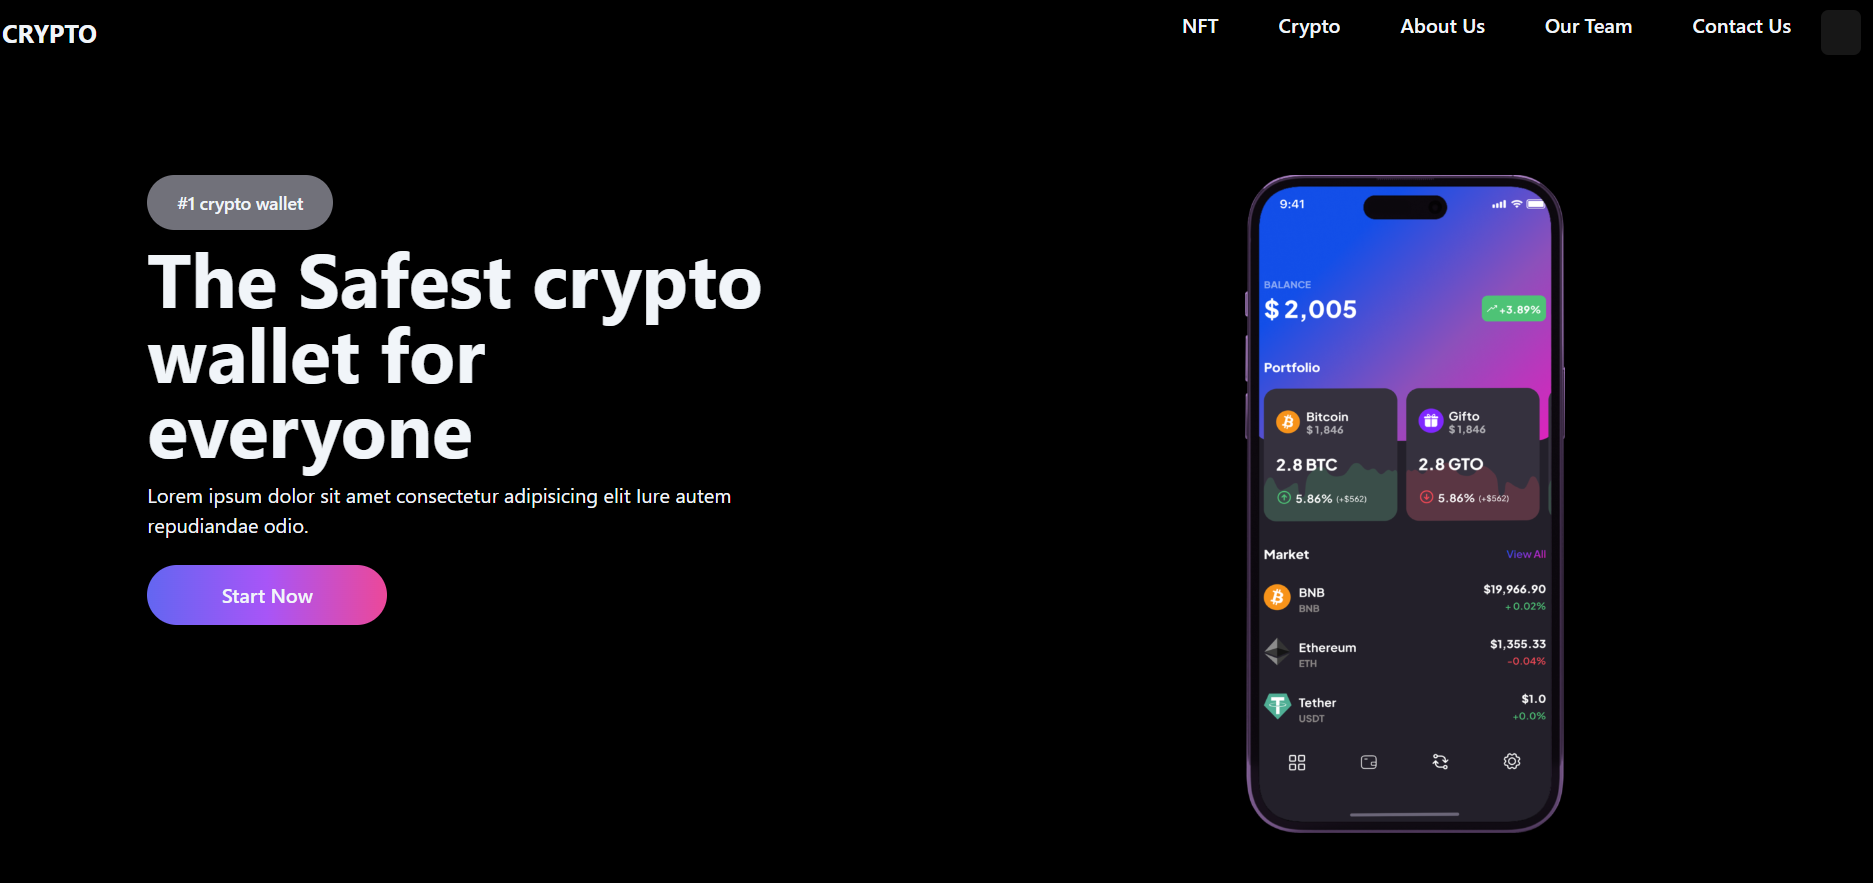 CRYPTO
NFT
Crypto
About Us
Our Team
Contact Us
#1 crypto wallet
The Safest crypto
wallet for
everyone
Lorem ipsum dolor sit amet consectetur adipisicing elit Iure autem
repudiandae odio.
Start Now
9:41
BALANCE
$ 2,005
+3.89%
Portfolio
Bitcoin
$1,846
2.8 BTC
5.86% (+$562)
Gifto
$1,846
2.8 GTO
5.86% (+$562)
Market
View All
BNB
$19,966.90
BNB
+0.02%
Ethereum
$1,355.33
ETH
-0.04%
Tether
$1.0
USDT
+0.0%